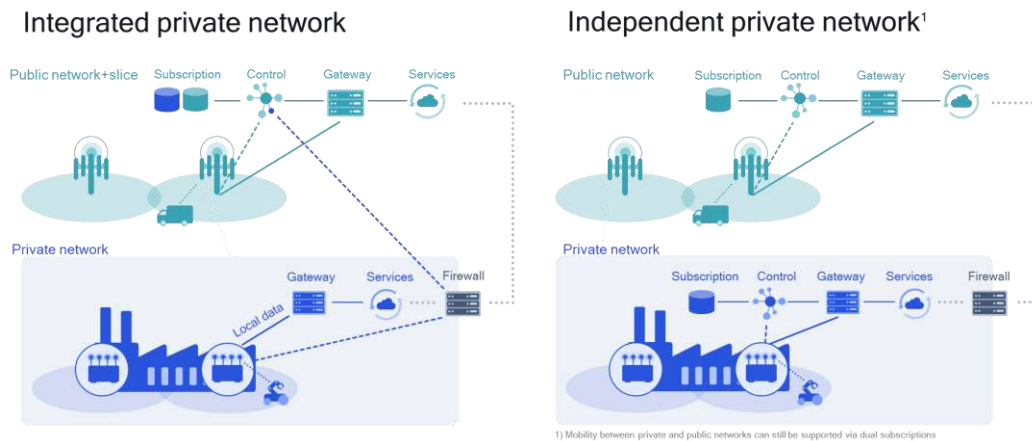 Integrated private network
Public network+slice
Subscription
Control
Gateway
Services
Private network
Gateway
Services
Firewall
Local data
Independent private network¹
Public network
Subscription
Control
Gateway
Services
Private network
Subscription
Control
Gateway
Services
Firewall
1) Mobility between private and public networks can still be supported via dual subscriptions